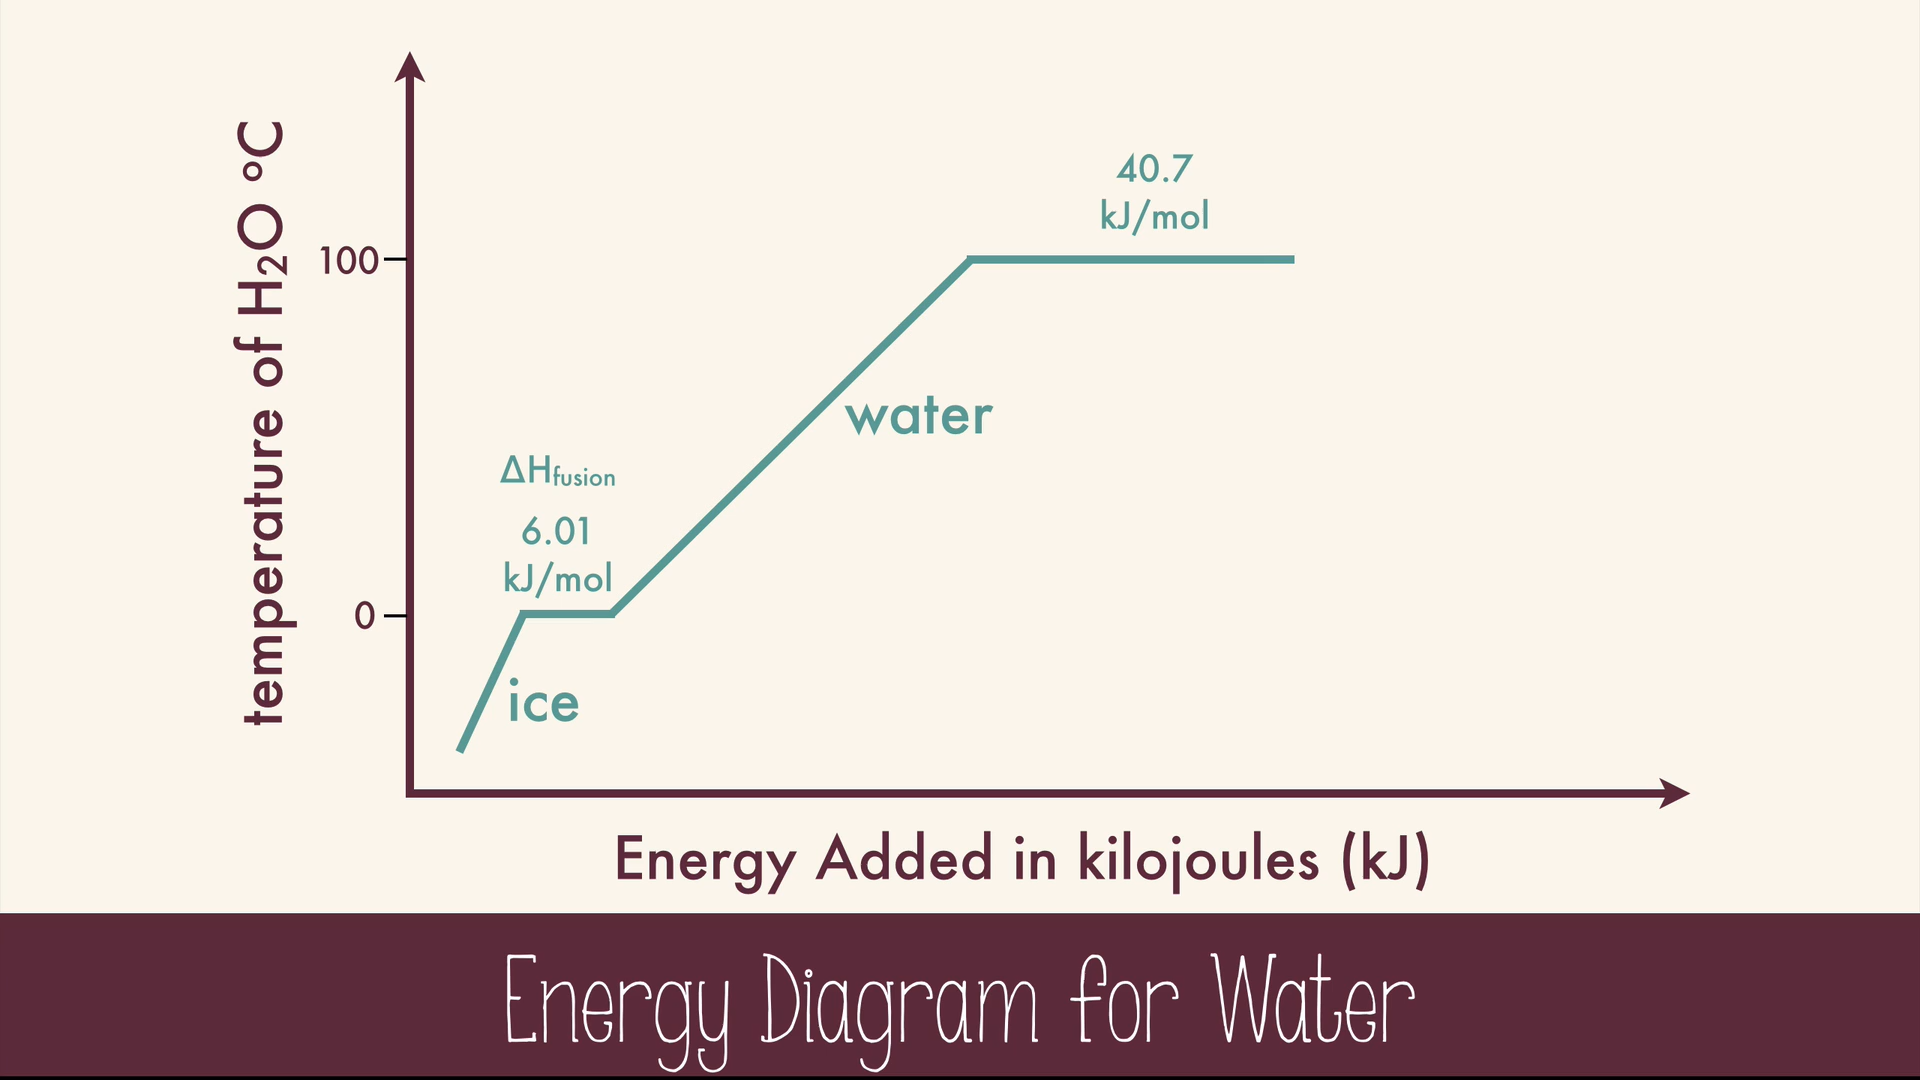 temperature of H₂O °C
100
0
40.7
kJ/mol
water
ΔHfusion
6.01
kJ/mol
ice
Energy Added in kilojoules (kJ)
Energy Diagram for Water